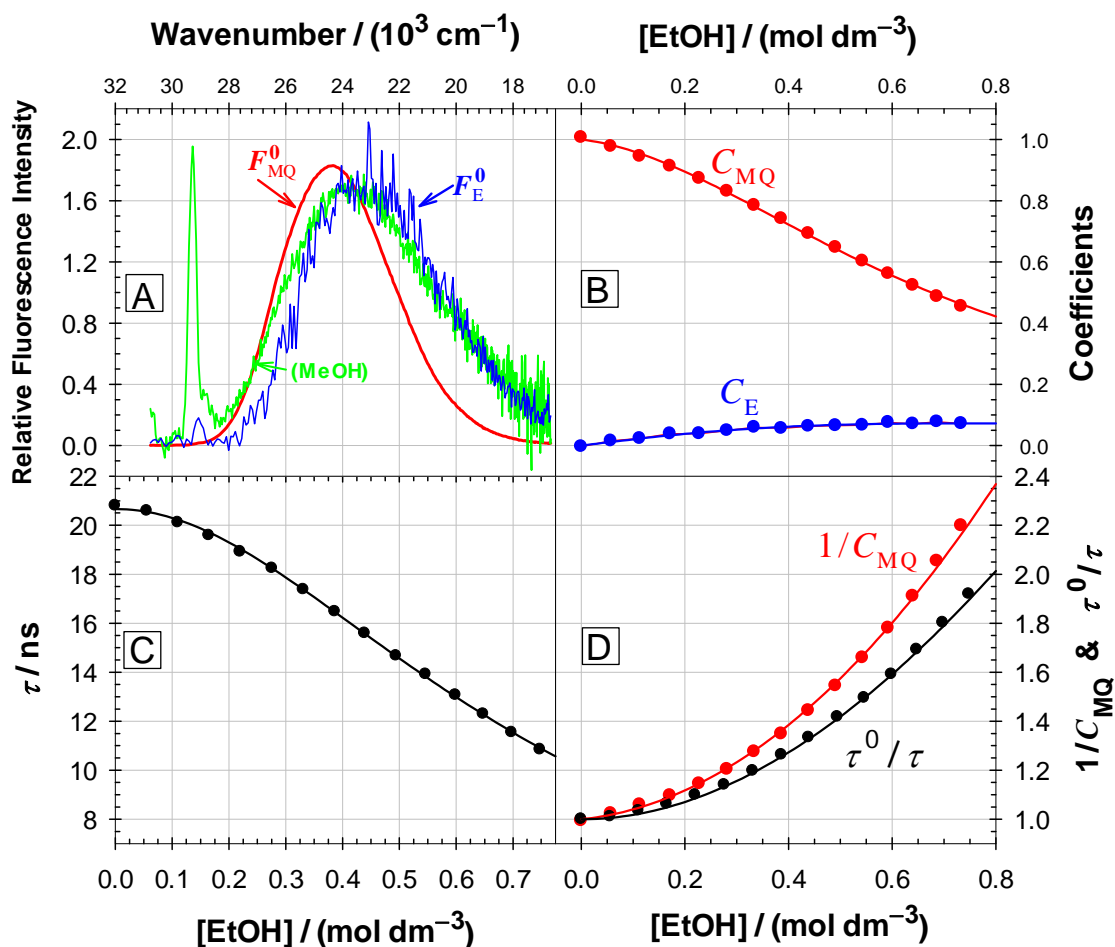 Wavenumber / (10³ cm⁻¹)
[EtOH] / (mol dm⁻³)
32 30 28 26 24 22 20 18
0.0 0.2 0.4 0.6 0.8
Relative Fluorescence Intensity
2.0
1.6
1.2
0.8
0.4
0.0
F⁰MQ
F⁰E
(MeOH)
A
CMQ
CE
B
1.0
0.8
0.6
0.4
0.2
0.0
Coefficients
τ / ns
22
20
18
16
14
12
10
8
C
1/CMQ
τ⁰/τ
D
2.4
2.2
2.0
1.8
1.6
1.4
1.2
1.0
1/CMQ & τ⁰/τ
0.0 0.1 0.2 0.3 0.4 0.5 0.6 0.7
0.0 0.2 0.4 0.6 0.8
[EtOH] / (mol dm⁻³)
[EtOH] / (mol dm⁻³)